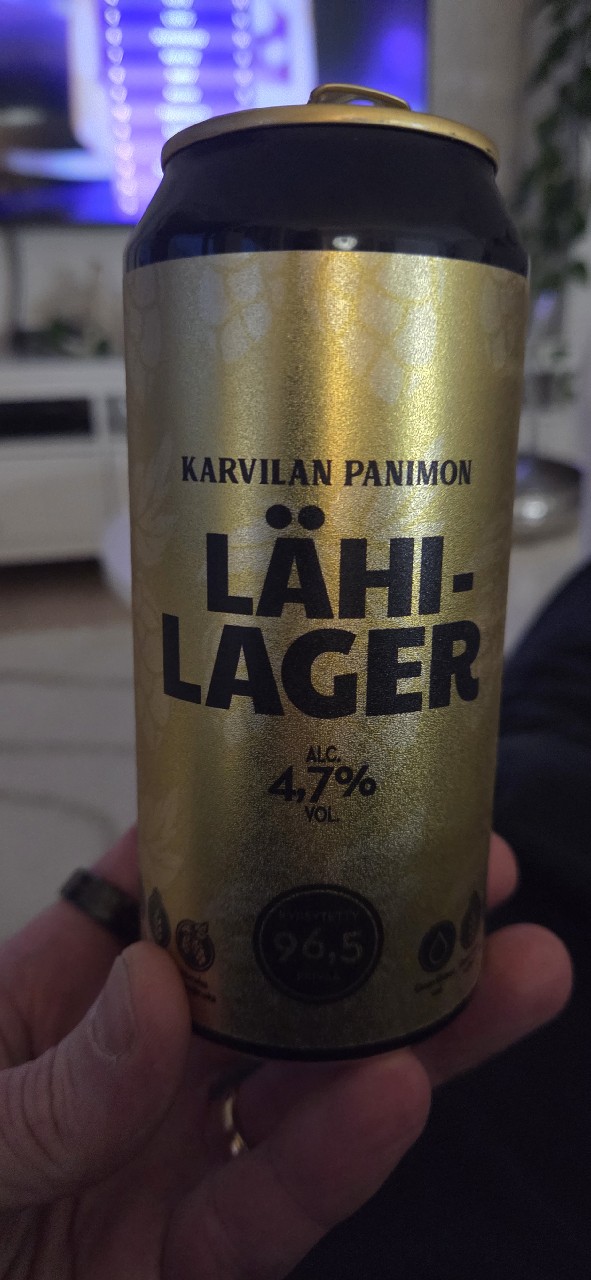 KARVILAN PANIMON
LÄHI-
LAGER
ALC.
4,7%
VOL.
96,5